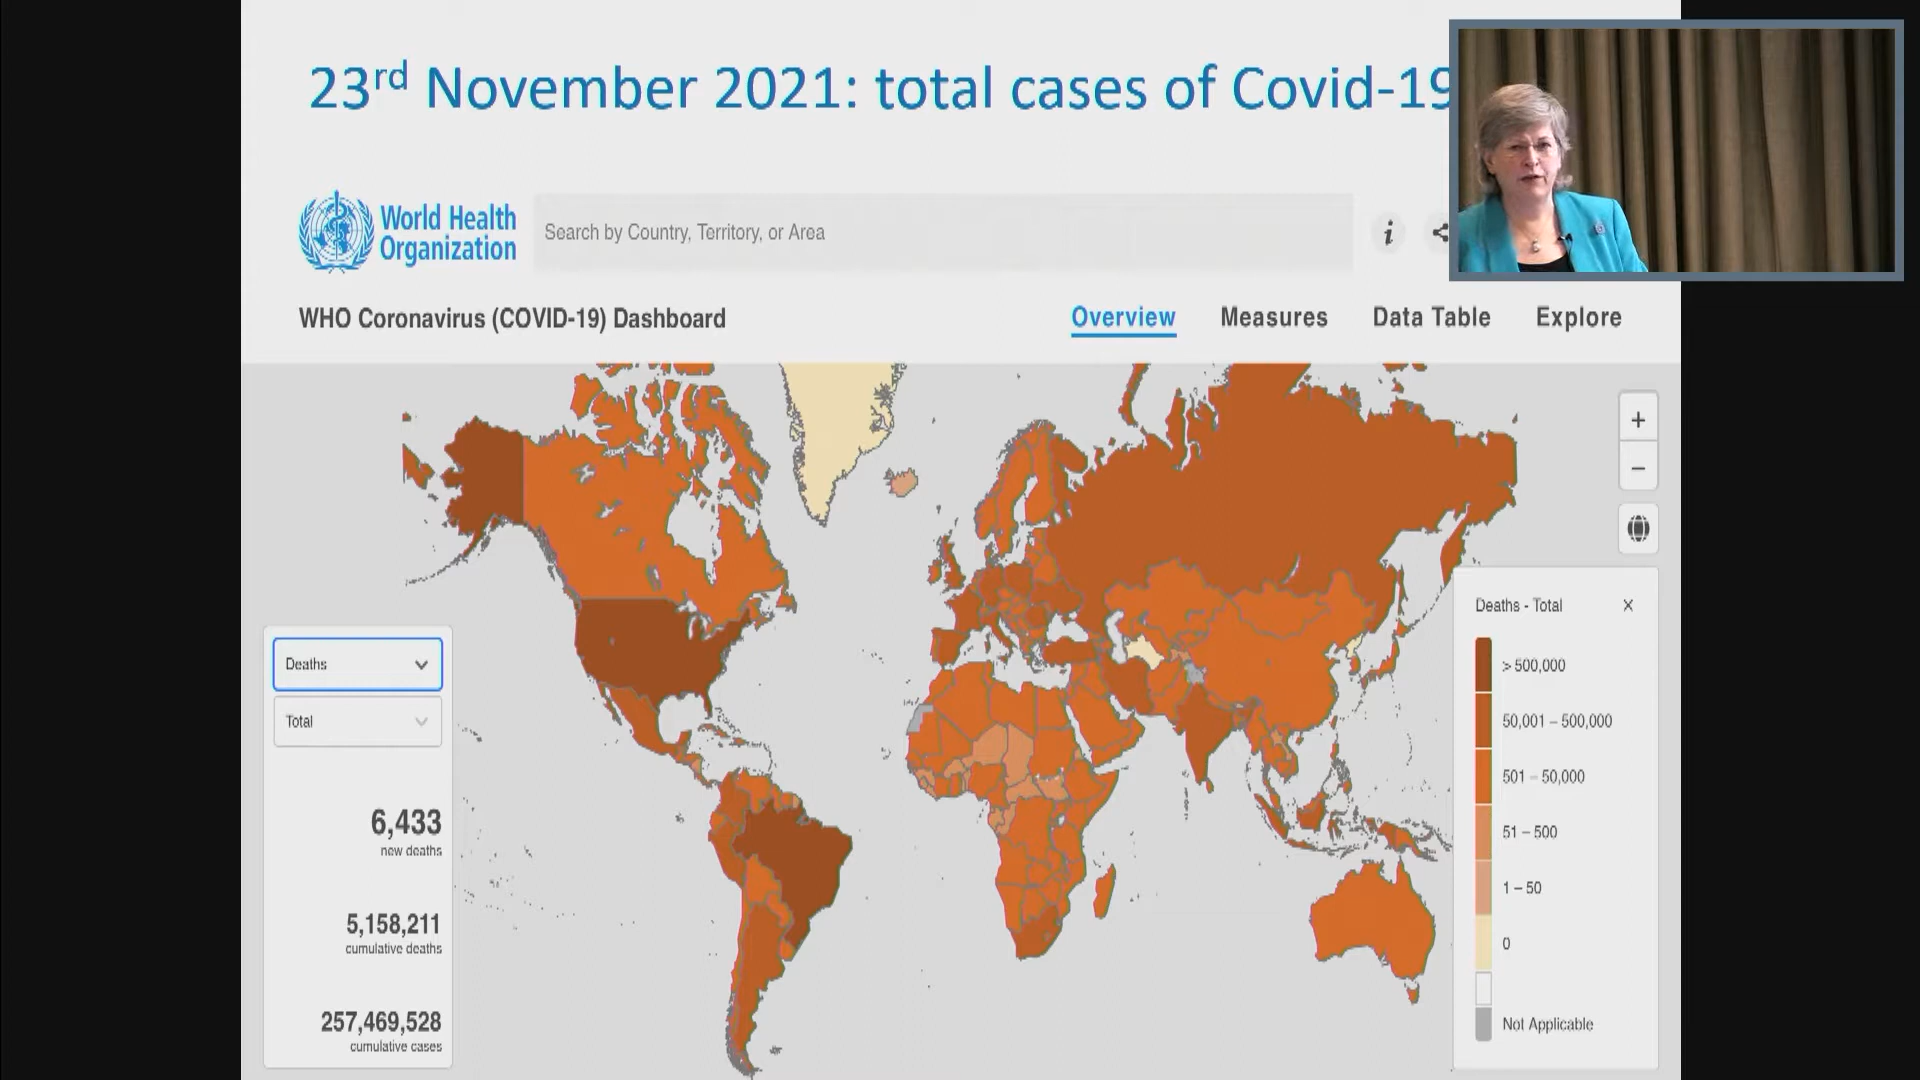 23rd November 2021: total cases of Covid-19
World Health
Organization
Search by Country, Territory, or Area
i
WHO Coronavirus (COVID-19) Dashboard
Overview
Measures
Data Table
Explore
+
−
Deaths
Total
6,433
new deaths
5,158,211
cumulative deaths
257,469,528
cumulative cases
Deaths - Total
> 500,000
50,001 – 500,000
501 – 50,000
51 – 500
1 – 50
0
Not Applicable